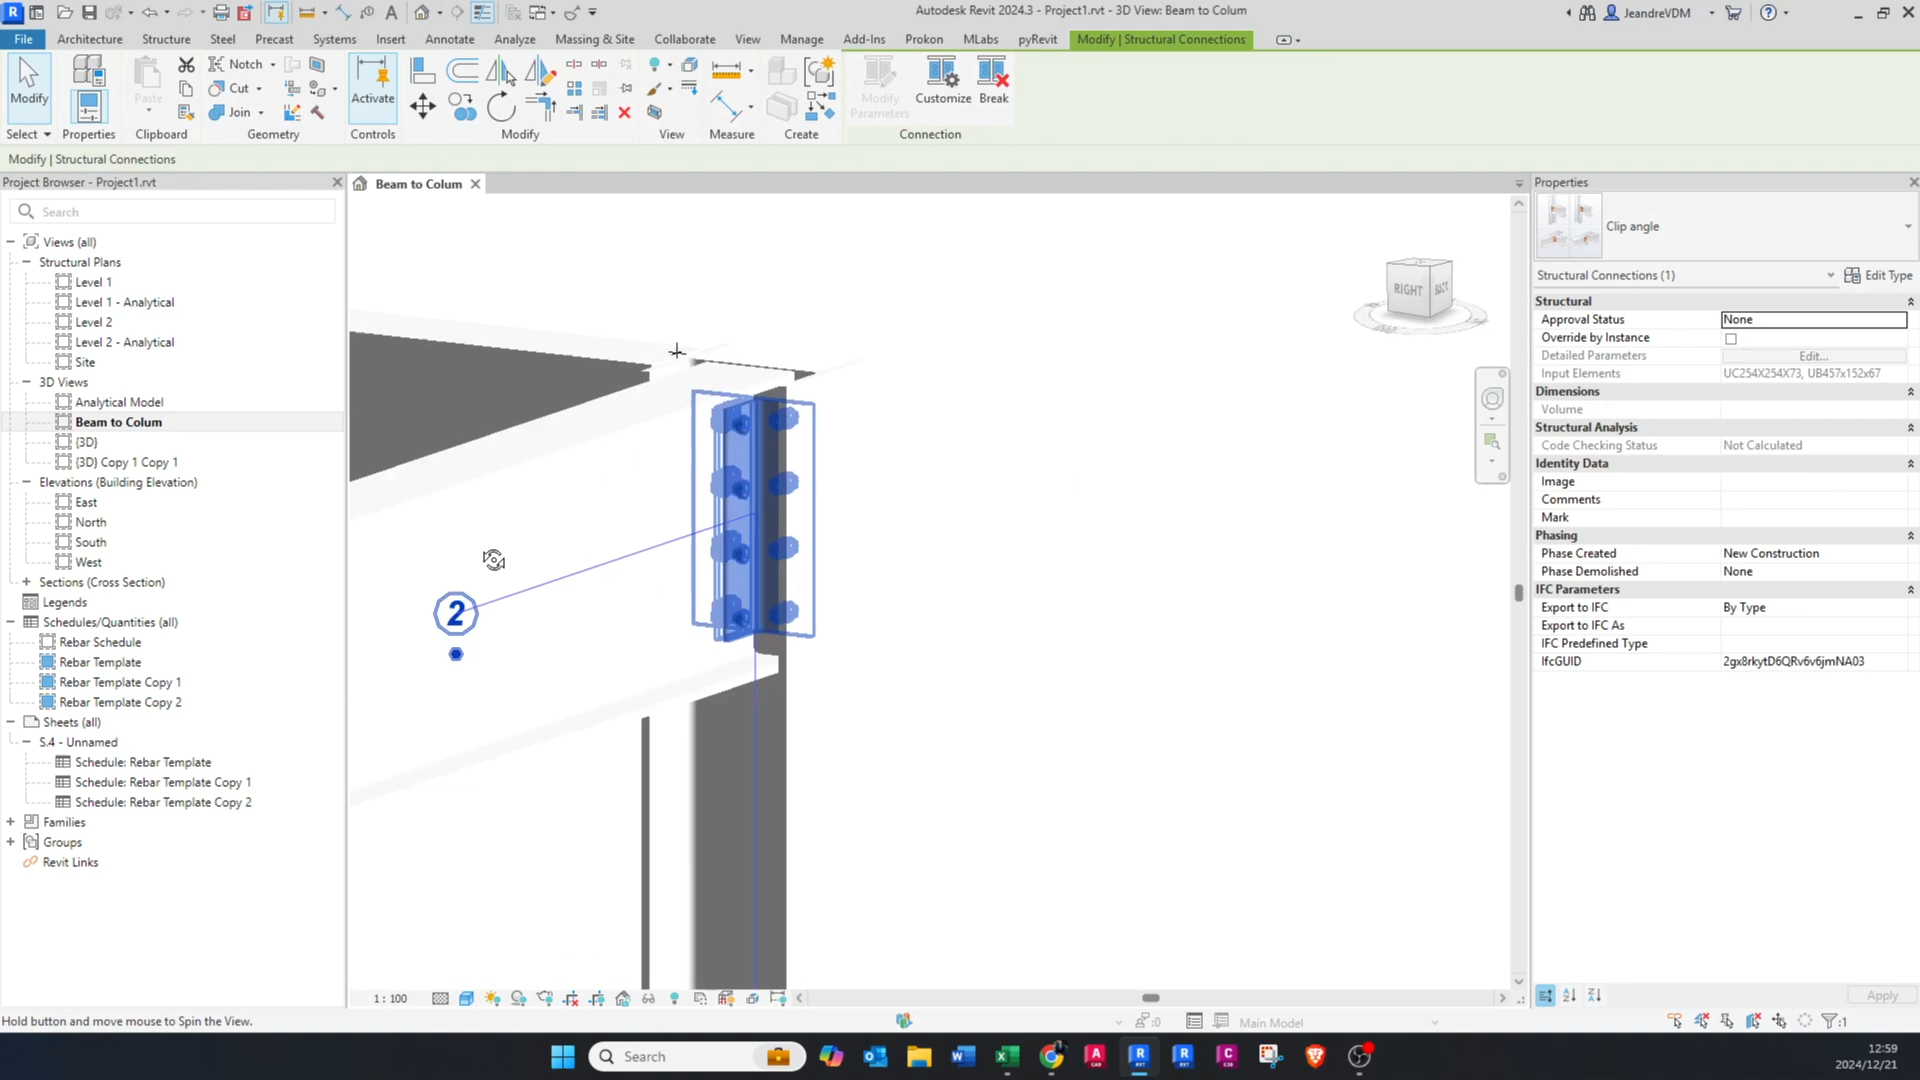 Autodesk Revit 2024.3 - Project1.rvt - 3D View: Beam to Colum
JeandreVDM
File Architecture Structure Steel Precast Systems Insert Annotate Analyze Massing & Site Collaborate View Manage Add-Ins Prokon MLabs pyRevit Modify | Structural Connections
Notch
Cut
Join
Modify
Paste
Activate
Modify Parameters
Customize
Break
Select Properties Clipboard Geometry Controls Modify View Measure Create Connection
Modify | Structural Connections
Project Browser - Project1.rvt
Search
Views (all)
Structural Plans
Level 1
Level 1 - Analytical
Level 2
Level 2 - Analytical
Site
3D Views
Analytical Model
Beam to Colum
{3D}
{3D} Copy 1 Copy 1
Elevations (Building Elevation)
East
North
South
West
Sections (Cross Section)
Legends
Schedules/Quantities (all)
Rebar Schedule
Rebar Template
Rebar Template Copy 1
Rebar Template Copy 2
Sheets (all)
S.4 - Unnamed
Schedule: Rebar Template
Schedule: Rebar Template Copy 1
Schedule: Rebar Template Copy 2
Families
Groups
Revit Links
Beam to Colum
RIGHT
BACK
2
1 : 100
Properties
Clip angle
Structural Connections (1)
Edit Type
Structural
Approval Status None
Override by Instance
Detailed Parameters Edit...
Input Elements UC254X254X73, UB457x152x67
Dimensions
Volume
Structural Analysis
Code Checking Status Not Calculated
Identity Data
Image
Comments
Mark
Phasing
Phase Created New Construction
Phase Demolished None
IFC Parameters
Export to IFC By Type
Export to IFC As
IFC Predefined Type
IfcGUID 2gx8rkytD6QRv6v6jmNA03
Apply
Hold button and move mouse to Spin the View.
:0
Main Model
:1
Search
12:59
2024/12/21